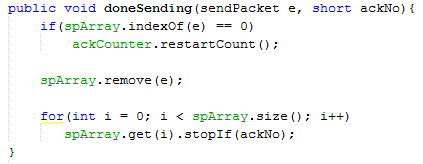 public void doneSending(sendPacket e, short ackNo){
if(spArray.indexOf(e) == 0)
ackCounter.restartCount();
spArray.remove(e);
for(int i = 0; i < spArray.size(); i++)
spArray.get(i).stopIf(ackNo);
}